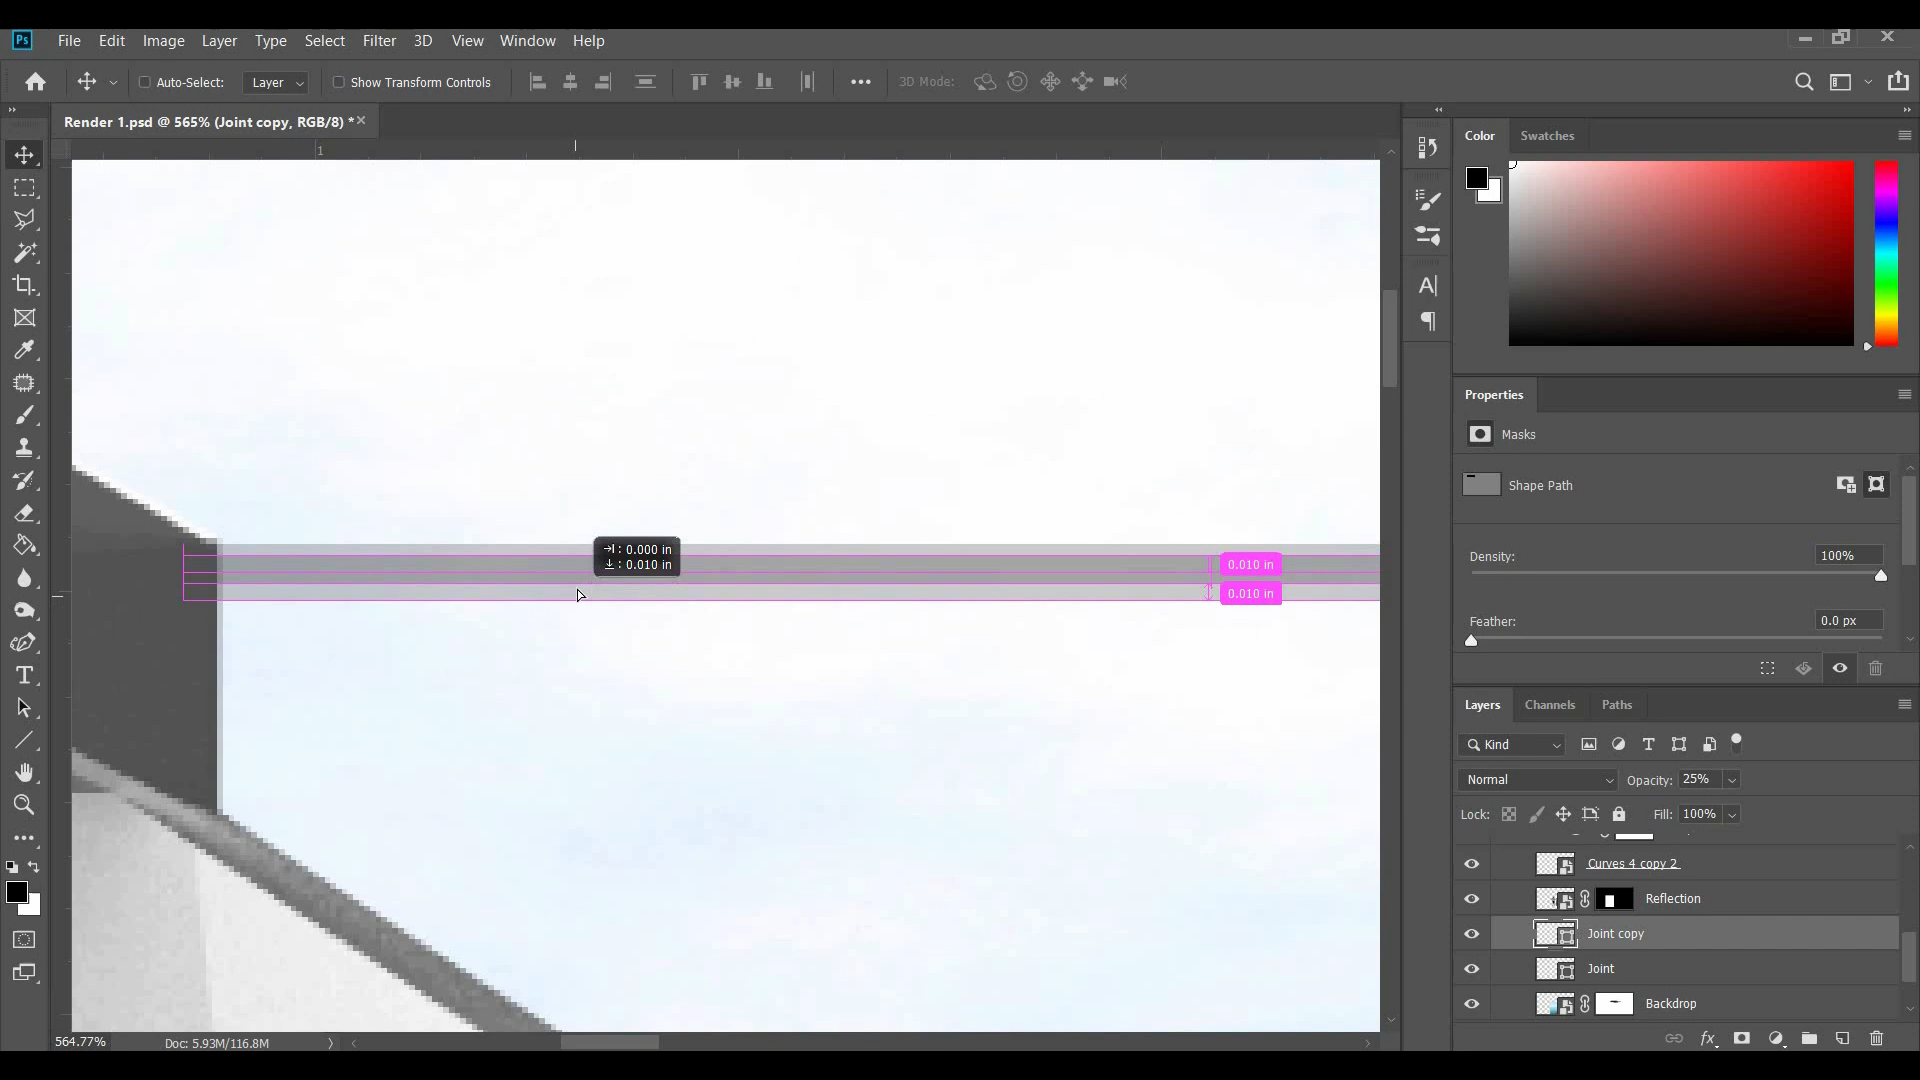 Ps File Edit Image Layer Type Select Filter 3D View Window Help
Auto-Select: Layer Show Transform Controls 3D Mode:
Render 1.psd @ 565% (Joint copy, RGB/8) *
1
Color Swatches
Properties
Masks
Shape Path
: 0.000 in
: 0.010 in
0.010 in
0.010 in
Density: 100%
Feather: 0.0 px
Layers Channels Paths
Kind
Normal Opacity: 25%
Lock: Fill: 100%
Curves 4 copy 2
Reflection
Joint copy
Joint
Backdrop
fx
564.77% Doc: 5.93M/116.8M